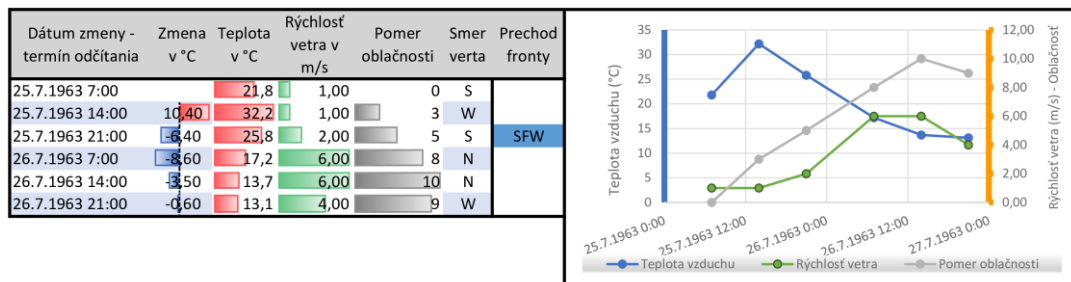 Dátum zmeny - termín odčítania Zmena v °C Teplota v °C Rýchlosť vetra v m/s Pomer oblačnosti Smer verta Prechod fronty
25.7.1963 7:00 21,8 1,00 0 S
25.7.1963 14:00 10,40 32,2 1,00 3 W
25.7.1963 21:00 -6,40 25,8 2,00 5 S SFW
26.7.1963 7:00 -8,60 17,2 6,00 8 N
26.7.1963 14:00 -3,50 13,7 6,00 10 N
26.7.1963 21:00 -0,60 13,1 4,00 9 W
Teplota vzduchu (°C)
35
30
25
20
15
10
5
0
12,00
10,00
8,00
6,00
4,00
2,00
0,00
Rýchlosť vetra (m/s) - Oblačnosť
25.7.1963 0:00
25.7.1963 12:00
26.7.1963 0:00
26.7.1963 12:00
27.7.1963 0:00
Teplota vzduchu Rýchlosť vetra Pomer oblačnosti